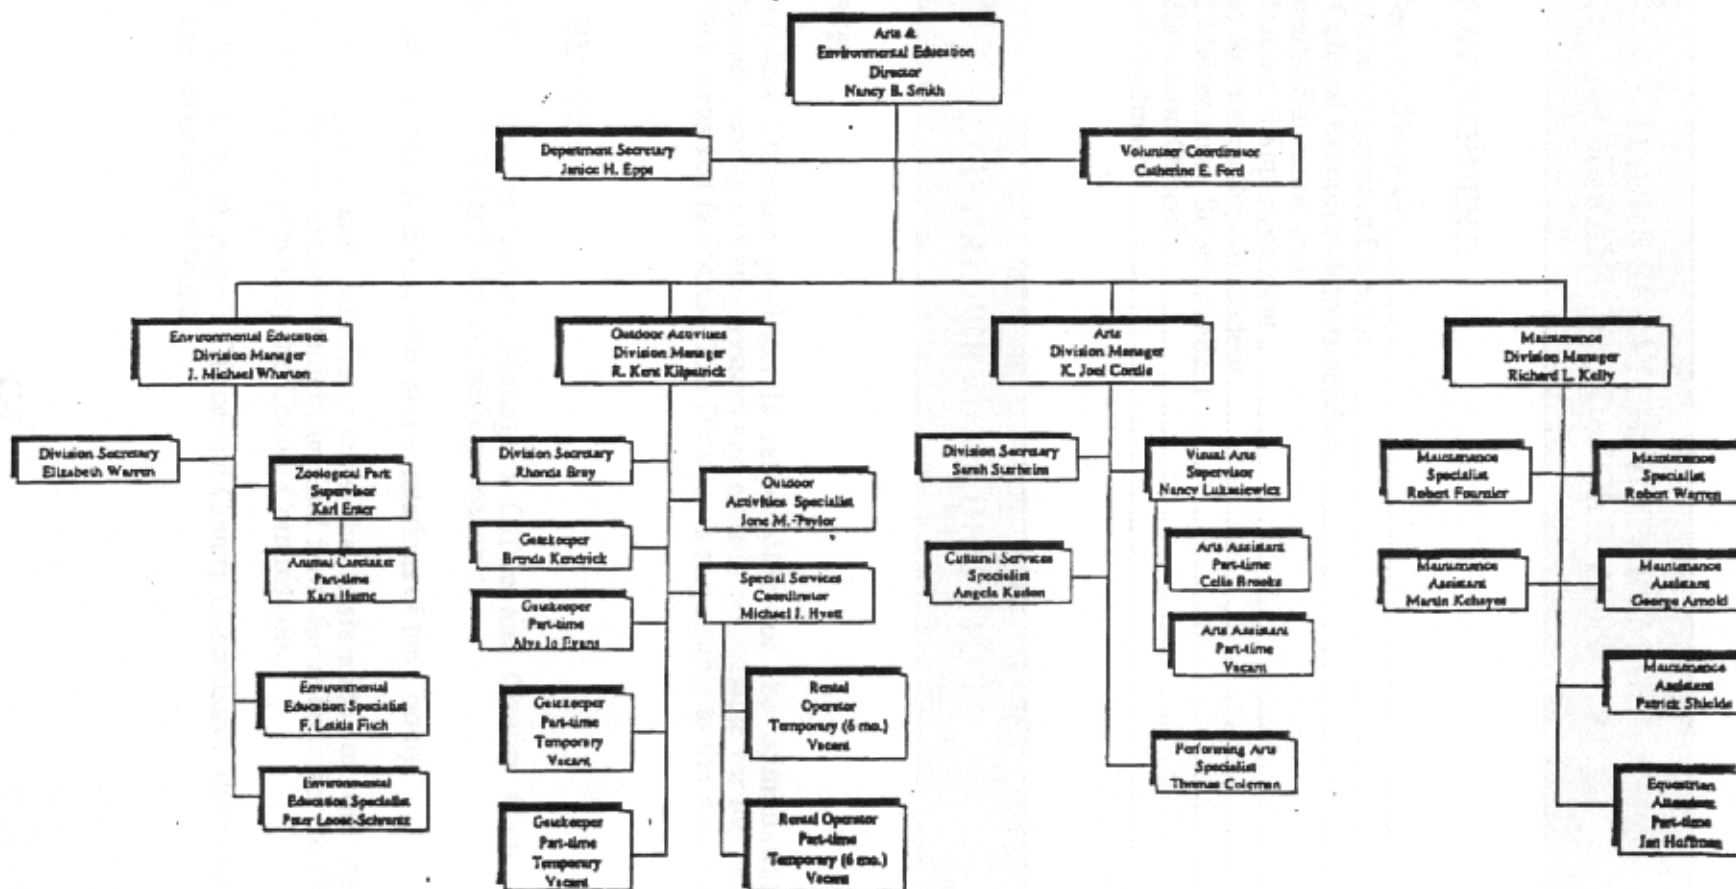 Arts &
Environmental Education
Director
Nancy B. Smith
Department Secretary
Janice H. Epps
Volunteer Coordinator
Catherine E. Ford
Environmental Education
Division Manager
J. Michael Wharton
Outdoor Activities
Division Manager
R. Kent Kilpatrick
Arts
Division Manager
K. Joel
Maintenance
Division Manager
Richard L. Kelly
Division Secretary
Elizabeth Warren
Zoological Park
Supervisor
Karl
Animal Caretaker
Part-time
Kara
Environmental
Education Specialist
F. Letitia
Environmental
Education Specialist
Peter
Division Secretary
Rhonda Bray
Gatekeeper
Brenda Kendrick
Gatekeeper
Part-time
Alva Jo Evans
Gatekeeper
Part-time
Temporary
Vacant
Gatekeeper
Part-time
Temporary
Vacant
Outdoor
Activities Specialist
Jone M. Taylor
Special Services
Coordinator
Michael J. Hyatt
Rental
Operator
Temporary (6 mo.)
Vacant
Rental Operator
Part-time
Temporary (6 mo.)
Vacant
Division Secretary
Sarah
Cultural Services
Specialist
Angela
Visual Arts
Supervisor
Nancy Lukasiewicz
Arts Assistant
Part-time
Celia Brooks
Arts Assistant
Part-time
Vacant
Performing Arts
Specialist
Thomas Coleman
Maintenance
Specialist
Robert Fournier
Maintenance
Specialist
Robert Warren
Maintenance
Assistant
Martin Kehayes
Maintenance
Assistant
George Arnold
Maintenance
Assistant
Patrick Shields
Equestrian
Attendant
Part-time
Jan Hoffman